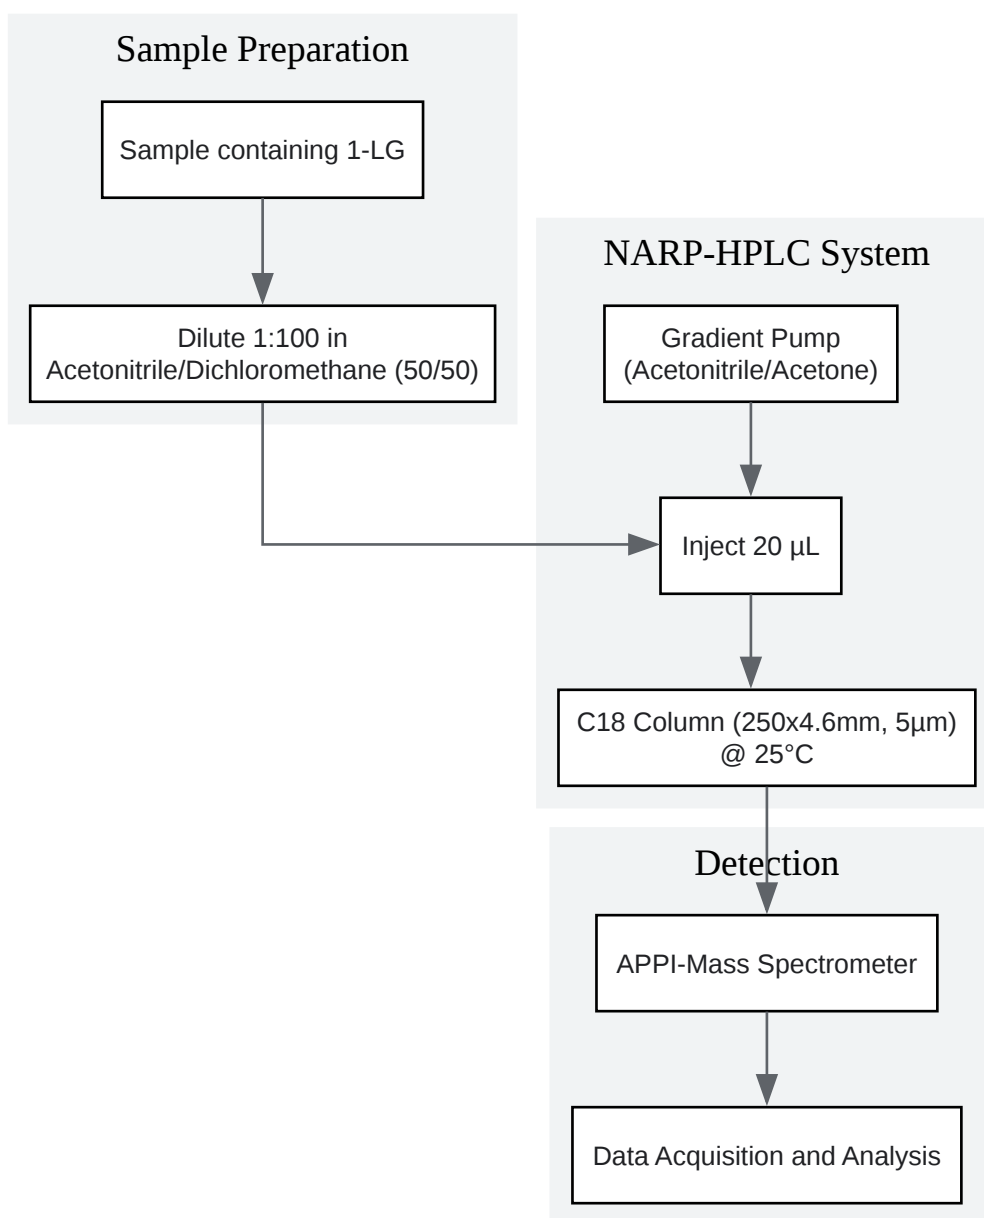 Sample Preparation
Sample containing 1-LG
Dilute 1:100 in
Acetonitrile/Dichloromethane (50/50)
NARP-HPLC System
Gradient Pump
(Acetonitrile/Acetone)
Inject 20 µL
C18 Column (250x4.6mm, 5µm)
@ 25°C
Detection
APPI-Mass Spectrometer
Data Acquisition and Analysis